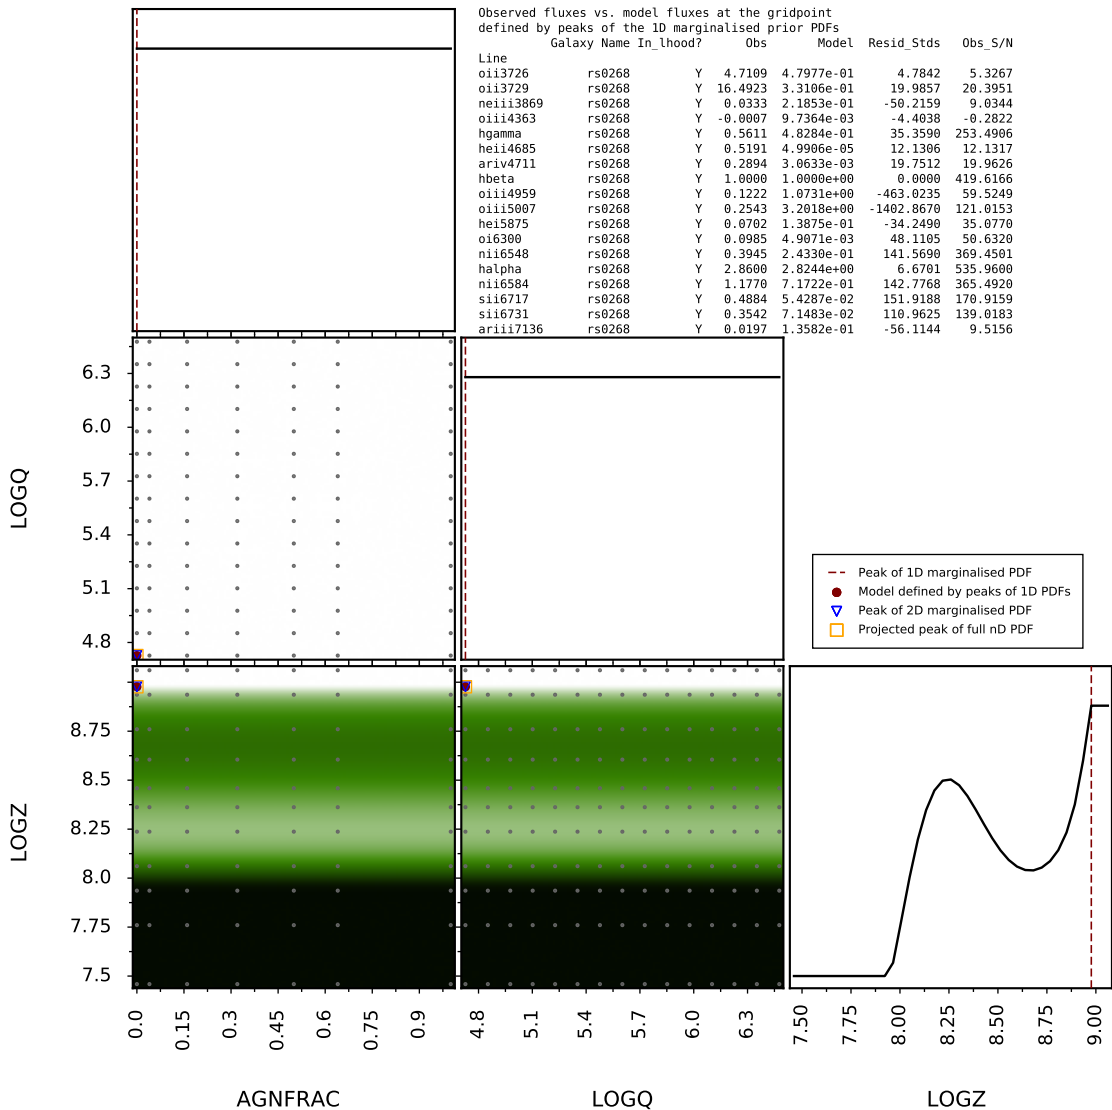 Observed fluxes vs. model fluxes at the gridpoint
defined by peaks of the 1D marginalised prior PDFs
Galaxy Name In_lhood? Obs Model Resid_Stds Obs_S/N
Line
oii3726 rs0268 Y 4.7109 4.7977e-01 4.7842 5.3267
oii3729 rs0268 Y 16.4923 3.3106e-01 19.9857 20.3951
neiii3869 rs0268 Y 0.0333 2.1853e-01 -50.2159 9.0344
oiii4363 rs0268 Y -0.0007 9.7364e-03 -4.4038 -0.2822
hgamma rs0268 Y 0.5611 4.8284e-01 35.3590 253.4906
heii4685 rs0268 Y 0.5191 4.9906e-05 12.1306 12.1317
ariv4711 rs0268 Y 0.2894 3.0633e-03 19.7512 19.9626
hbeta rs0268 Y 1.0000 1.0000e+00 0.0000 419.6166
oiii4959 rs0268 Y 0.1222 1.0731e+00 -463.0235 59.5249
oiii5007 rs0268 Y 0.2543 3.2018e+00 -1402.8670 121.0153
hei5875 rs0268 Y 0.0702 1.3875e-01 -34.2490 35.0770
oi6300 rs0268 Y 0.0985 4.9071e-03 48.1105 50.6320
nii6548 rs0268 Y 0.3945 2.4330e-01 141.5690 369.4501
halpha rs0268 Y 2.8600 2.8244e+00 6.6701 535.9600
nii6584 rs0268 Y 1.1770 7.1722e-01 142.7768 365.4920
sii6717 rs0268 Y 0.4884 5.4287e-02 151.9188 170.9159
sii6731 rs0268 Y 0.3542 7.1483e-02 110.9625 139.0183
ariii7136 rs0268 Y 0.0197 1.3582e-01 -56.1144 9.5156
6.3
6.0
5.7
5.4
5.1
4.8
LOGQ
Peak of 1D marginalised PDF
Model defined by peaks of 1D PDFs
Peak of 2D marginalised PDF
Projected peak of full nD PDF
8.75
8.5
8.25
8.0
7.75
7.5
LOGZ
0.0 0.15 0.3 0.45 0.6 0.75 0.9
4.8 5.1 5.4 5.7 6.0 6.3
7.50 7.75 8.00 8.25 8.50 8.75 9.00
AGNFRAC LOGQ LOGZ